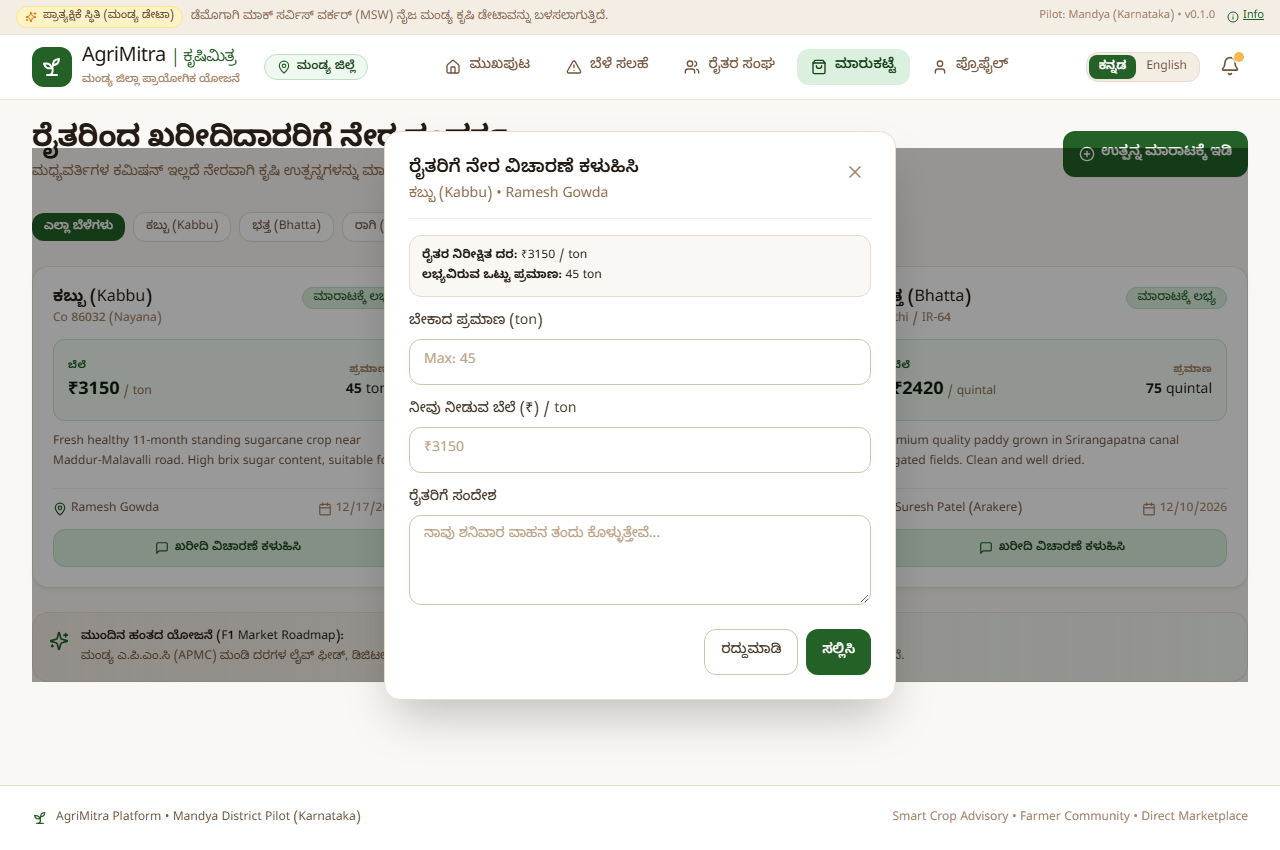 ಪ್ರಾತ್ಯಕ್ಷಿಕೆ ಸ್ಥಿತಿ (ಮಂಡ್ಯ ಡೇಟಾ) ಡೆಮೊಗಾಗಿ ಮಾಕ್ ಸರ್ವಿಸ್ ವರ್ಕರ್ (MSW) ನೈಜ ಮಂಡ್ಯ ಕೃಷಿ ಡೇಟಾವನ್ನು ಬಳಸಲಾಗುತ್ತಿದೆ. Pilot: Mandya (Karnataka) • v0.1.0 Info
AgriMitra | ಕೃಷಿಮಿತ್ರ
ಮಂಡ್ಯ ಜಿಲ್ಲಾ ಪ್ರಾಯೋಗಿಕ ಯೋಜನೆ
ಮಂಡ್ಯ ಜಿಲ್ಲೆ ಮುಖಪುಟ ಬೆಳೆ ಸಲಹೆ ರೈತರ ಸಂಘ ಮಾರುಕಟ್ಟೆ ಪ್ರೊಫೈಲ್ ಕನ್ನಡ English
ರೈತರಿಂದ ಖರೀದಿದಾರರಿಗೆ ನೇರ
ಮಧ್ಯವರ್ತಿಗಳ ಕಮಿಷನ್ ಇಲ್ಲದೆ ನೇರವಾಗಿ ಕೃಷಿ ಉತ್ಪನ್ನಗಳನ್ನು
ಉತ್ಪನ್ನ ಮಾರಾಟಕ್ಕೆ ಇಡಿ
ಎಲ್ಲಾ ಬೆಳೆಗಳು ಕಬ್ಬು (Kabbu) ಭತ್ತ (Bhatta) ರಾಗಿ
ಕಬ್ಬು (Kabbu) ಮಾರಾಟಕ್ಕೆ
Co 86032 (Nayana)
ಬೆಲೆ ಪ್ರಮಾಣ
₹3150 / ton 45 ton
Fresh healthy 11-month standing sugarcane crop near
Maddur-Malavalli road. High brix sugar content, suitable
Ramesh Gowda
ಖರೀದಿ ವಿಚಾರಣೆ ಕಳುಹಿಸಿ
ರೈತರಿಗೆ ನೇರ ವಿಚಾರಣೆ ಕಳುಹಿಸಿ
ಕಬ್ಬು (Kabbu) • Ramesh Gowda
ರೈತರ ನಿರೀಕ್ಷಿತ ದರ: ₹3150 / ton
ಲಭ್ಯವಿರುವ ಒಟ್ಟು ಪ್ರಮಾಣ: 45 ton
ಬೇಕಾದ ಪ್ರಮಾಣ (ton)
Max: 45
ನೀವು ನೀಡುವ ಬೆಲೆ (₹) / ton
₹3150
ರೈತರಿಗೆ ಸಂದೇಶ
ನಾವು ಶನಿವಾರ ವಾಹನ ತಂದು ಕೊಳ್ಳುತ್ತೇವೆ...
ರದ್ದುಮಾಡಿ ಸಲ್ಲಿಸಿ
(Bhatta) ಮಾರಾಟಕ್ಕೆ ಲಭ್ಯ
/ IR-64
ಪ್ರಮಾಣ
₹2420 / quintal 75 quintal
quality paddy grown in Srirangapatna canal
fields. Clean and well dried.
Suresh Patel (Arakere) 12/10/2026
ಖರೀದಿ ವಿಚಾರಣೆ ಕಳುಹಿಸಿ
ಮುಂದಿನ ಹಂತದ ಯೋಜನೆ (F1 Market Roadmap):
ಮಂಡ್ಯ ಎ.ಪಿ.ಎಂ.ಸಿ (APMC) ಮಂಡಿ ದರಗಳ ಲೈವ್ ಫೀಡ್,
AgriMitra Platform • Mandya District Pilot (Karnataka) Smart Crop Advisory • Farmer Community • Direct Marketplace